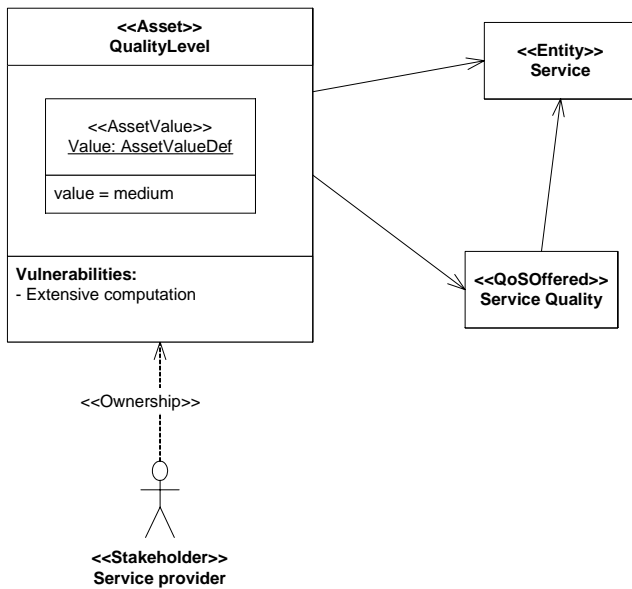 <<Asset>>
QualityLevel
<<AssetValue>>
Value: AssetValueDef
value = medium
Vulnerabilities:
- Extensive computation
<<Entity>>
Service
<<QoSOffered>>
Service Quality
<<Ownership>>
<<Stakeholder>>
Service provider